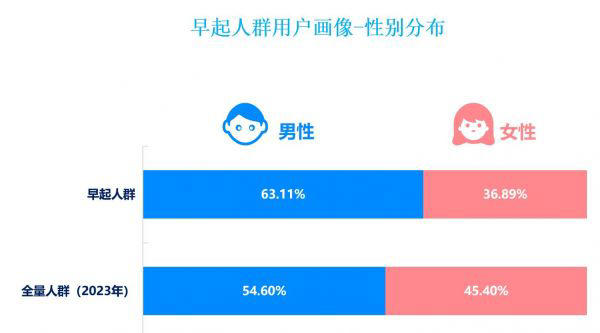 早起人群用户画像-性别分布
男性
女性
早起人群
63.11%
36.89%
全量人群（2023年）
54.60%
45.40%